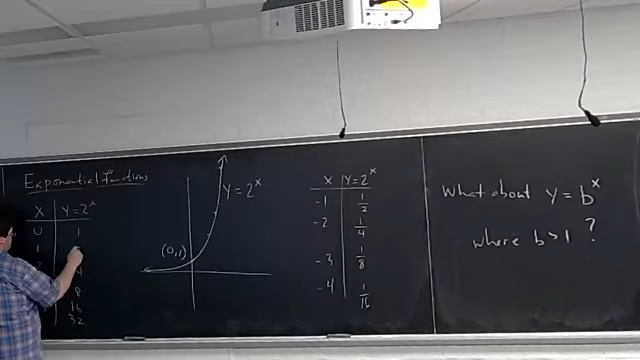 Exponential functions
X Y=2^x
0 1
1
4
8
16
32
Y=2^x
(0,1)
X Y=2^x
-1 1/2
-2 1/4
-3 1/8
-4 1/16
What about y=b^x
where b>1 ?